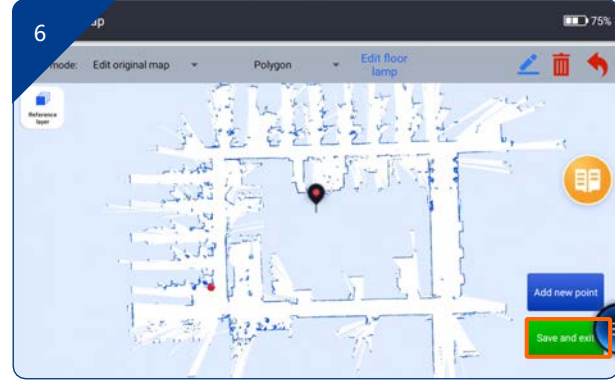 6
ap
75%
mode:
Edit original map
Polygon
Edit floor
lamp
Reference
layer
Add new point
Save and exit